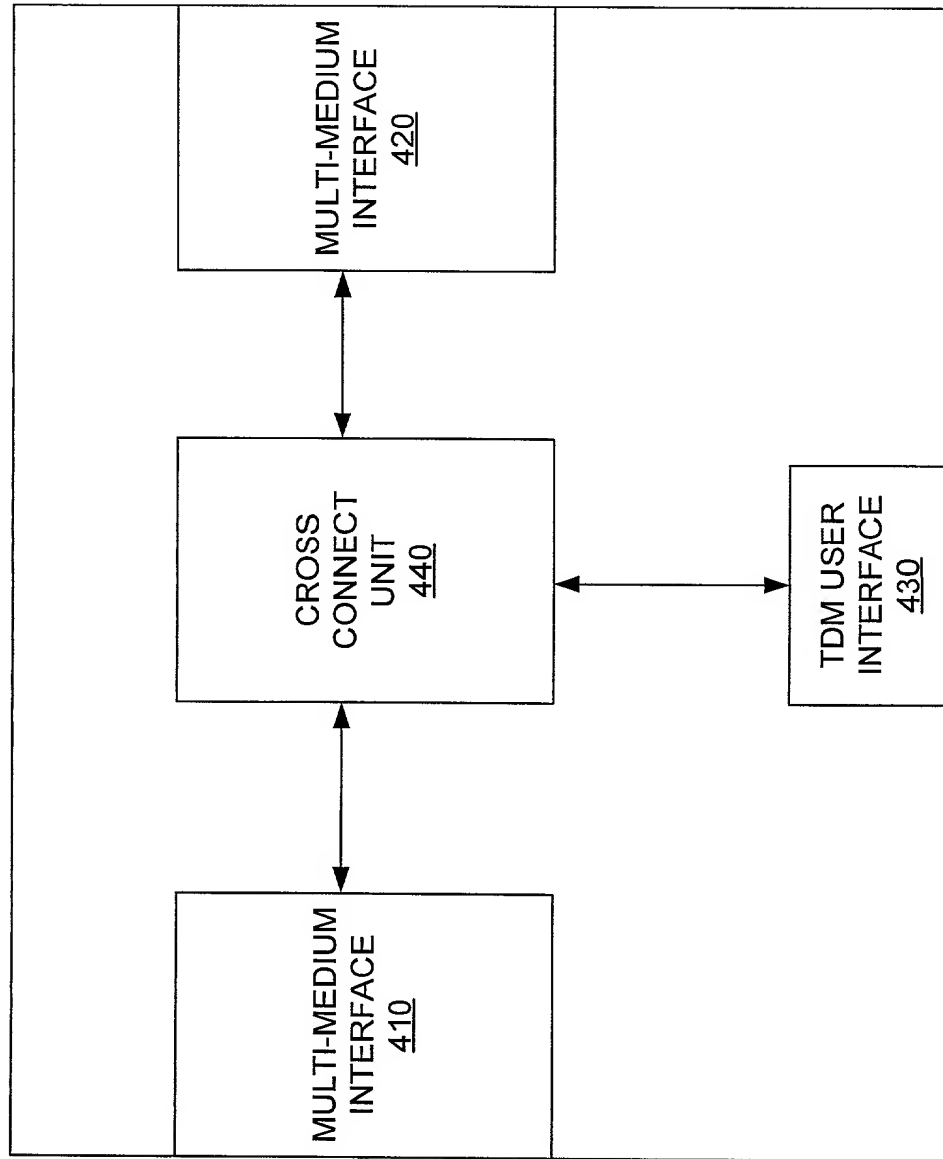 MULTI-MEDIUM
INTERFACE
410
CROSS
CONNECT
UNIT
440
MULTI-MEDIUM
INTERFACE
420
TDM USER
INTERFACE
430